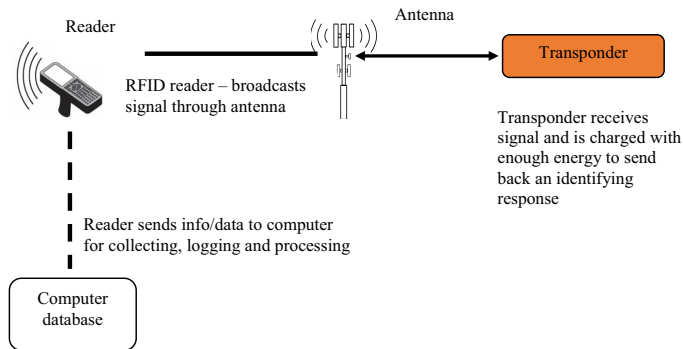 Reader
Antenna
Transponder
RFID reader – broadcasts
signal through antenna
Transponder receives
signal and is charged with
enough energy to send
back an identifying
response
Reader sends info/data to computer
for collecting, logging and processing
Computer
database